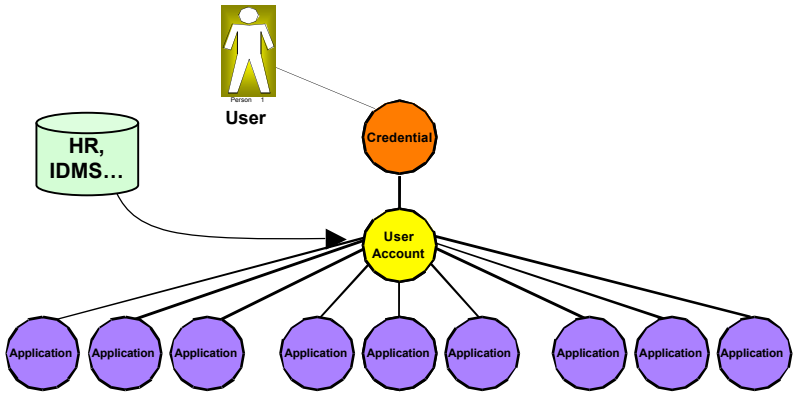 Person 1
User
Credential
HR,
IDMS…
User
Account
Application
Application
Application
Application
Application
Application
Application
Application
Application